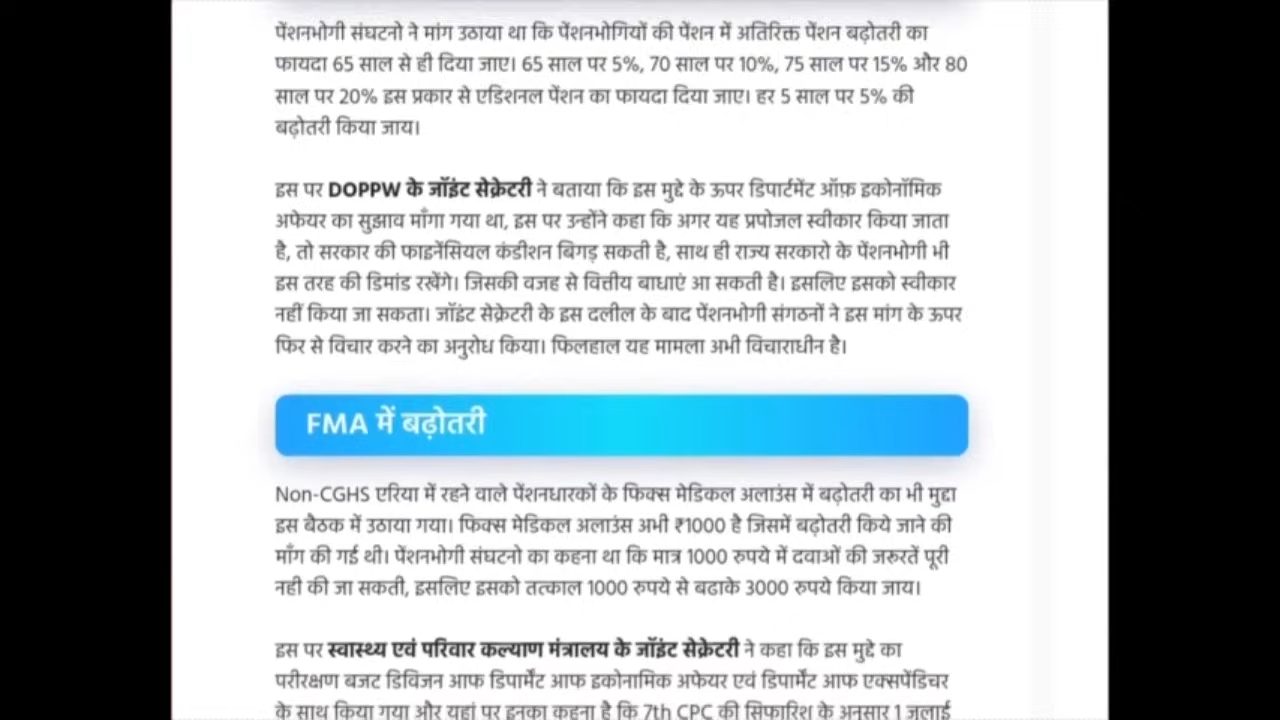 पेंशनभोगी संघटनो ने मांग उठाया था कि पेंशनभोगियों की पेंशन में अतिरिक्त पेंशन बढ़ोतरी का
फायदा 65 साल से ही दिया जाए। 65 साल पर 5%, 70 साल पर 10%, 75 साल पर 15% और 80
साल पर 20% इस प्रकार से एडिशनल पेंशन का फायदा दिया जाए। हर 5 साल पर 5% की
बढ़ोतरी किया जाय।
इस पर DOPPW के जॉइंट सेक्रेटरी ने बताया कि इस मुद्दे के ऊपर डिपार्टमेंट ऑफ़ इकोनॉमिक
अफेयर का सुझाव माँगा गया था, इस पर उन्होंने कहा कि अगर यह प्रपोजल स्वीकार किया जाता
है, तो सरकार की फाइनेंसियल कंडीशन बिगड़ सकती है, साथ ही राज्य सरकारो के पेंशनभोगी भी
इस तरह की डिमांड रखेंगे। जिसकी वजह से वित्तीय बाधाएं आ सकती है। इसलिए इसको स्वीकार
नहीं किया जा सकता। जॉइंट सेक्रेटरी के इस दलील के बाद पेंशनभोगी संगठनों ने इस मांग के ऊपर
फिर से विचार करने का अनुरोध किया। फिलहाल यह मामला अभी विचाराधीन है।
FMA में बढ़ोतरी
Non-CGHS एरिया में रहने वाले पेंशनधारकों के फिक्स मेडिकल अलाउंस में बढ़ोतरी का भी मुद्दा
इस बैठक में उठाया गया। फिक्स मेडिकल अलाउंस अभी ₹1000 है जिसमें बढ़ोतरी किये जाने की
माँग की गई थी। पेंशनभोगी संघटनो का कहना था कि मात्र 1000 रुपये में दवाओं की जरूरतें पूरी
नही की जा सकती, इसलिए इसको तत्काल 1000 रुपये से बढाके 3000 रुपये किया जाय।
इस पर स्वास्थ्य एवं परिवार कल्याण मंत्रालय के जॉइंट सेक्रेटरी ने कहा कि इस मुद्दे का
परीरक्षण बजट डिविजन आफ डिपार्मेंट आफ इकोनामिक अफेयर एवं डिपार्मेंट आफ एक्सपेंडिचर
के साथ किया गया और यहां पर इनका कहना है कि 7th CPC की सिफारिश के अनुसार 1 जुलाई